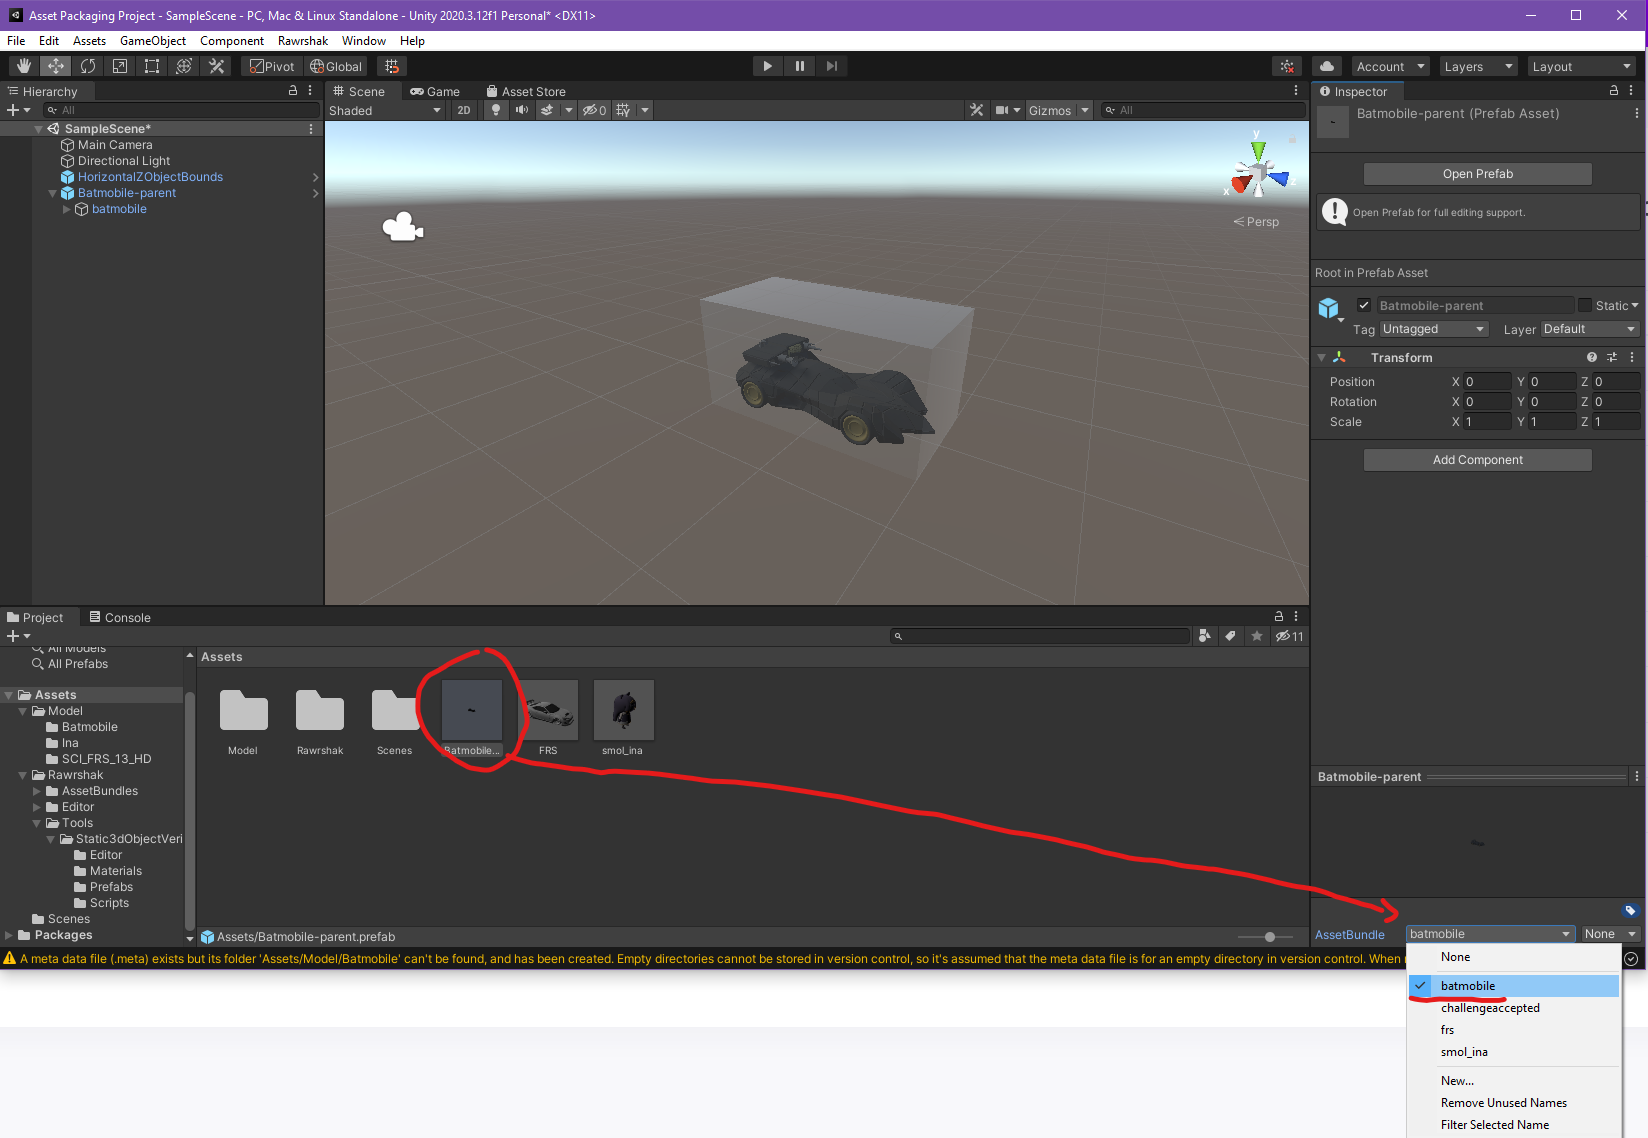 Asset Packaging Project - SampleScene - PC, Mac & Linux Standalone - Unity 2020.3.12f1 Personal* <DX11>
File Edit Assets GameObject Component Rawrshak Window Help
Pivot Global Account Layers Layout
Hierarchy
All
SampleScene*
Main Camera
Directional Light
HorizontalZObjectBounds
Batmobile-parent
batmobile
Scene Game Asset Store
Shaded 2D 0 Gizmos All
y
x
z
Persp
Inspector
Batmobile-parent (Prefab Asset)
Open Prefab
Open Prefab for full editing support.
Root in Prefab Asset
Batmobile-parent Static
Tag Untagged Layer Default
Transform
Position X 0 Y 0 Z 0
Rotation X 0 Y 0 Z 0
Scale X 1 Y 1 Z 1
Add Component
Project Console
11
All Models
All Prefabs
Assets
Model
Batmobile
Ina
SCI_FRS_13_HD
Rawrshak
AssetBundles
Editor
Tools
Static3dObjectVeri
Editor
Materials
Prefabs
Scripts
Scenes
Packages
Assets
Model Rawrshak Scenes Batmobile... FRS smol_ina
Assets/Batmobile-parent.prefab
Batmobile-parent
AssetBundle batmobile None
A meta data file (.meta) exists but its folder 'Assets/Model/Batmobile' can't be found, and has been created. Empty directories cannot be stored in version control, so it's assumed that the meta data file is for an empty directory in version control. When
None
batmobile
challengeaccepted
frs
smol_ina
New...
Remove Unused Names
Filter Selected Name